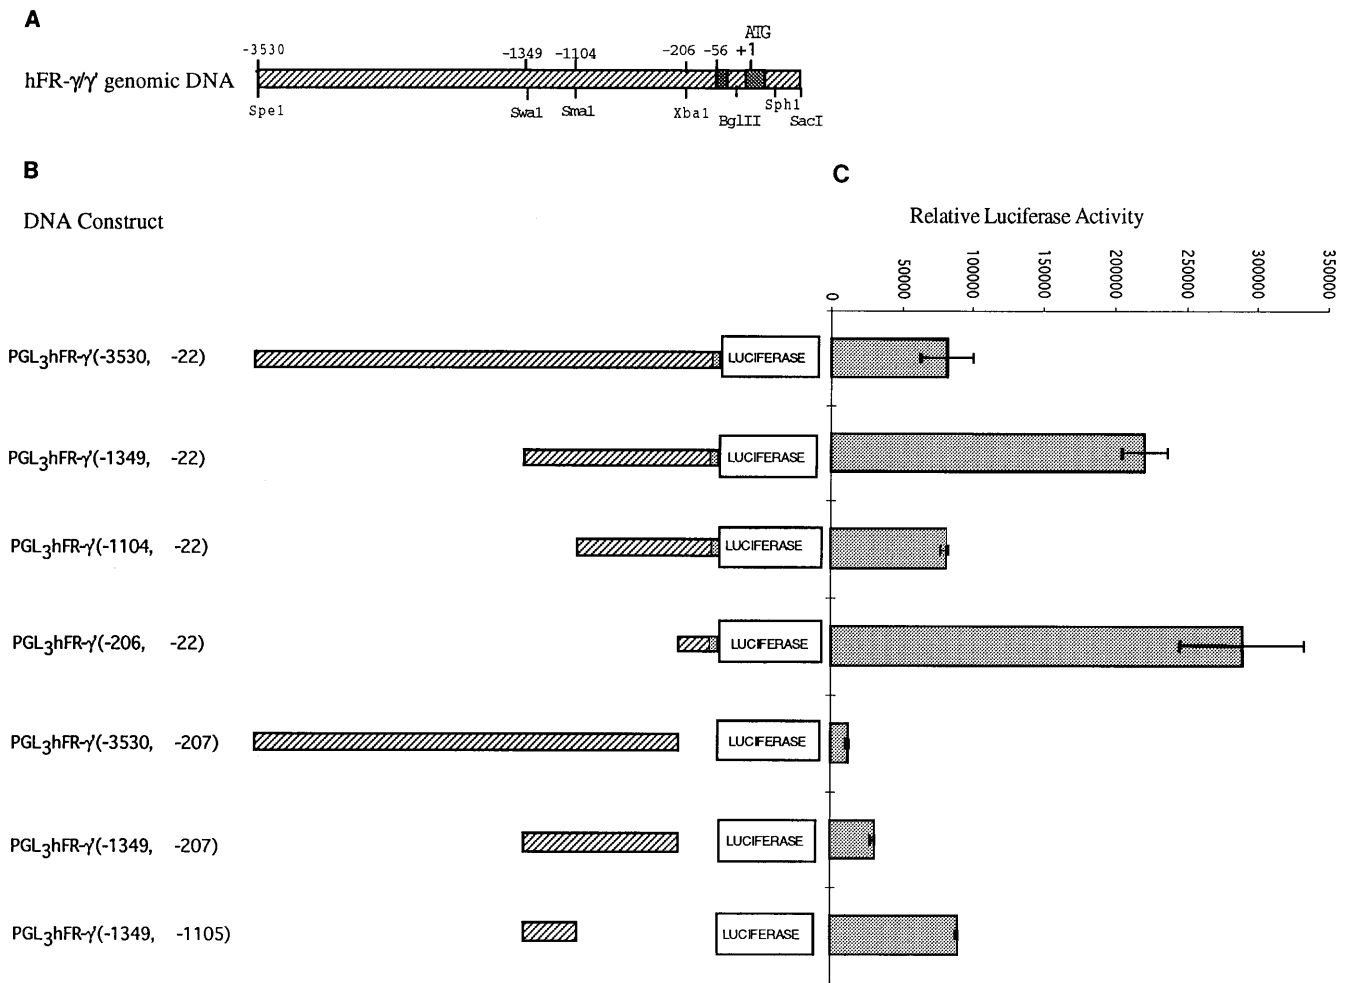 A
ATG
-3530 -1349 -1104 -206 -56 +1
hFR-γ/γ' genomic DNA
Spe1 Swa1 Sma1 Xba1 BglII Sph1 SacI
B C
DNA Construct Relative Luciferase Activity
0 50000 100000 150000 200000 250000 300000 350000
PGL3hFR-γ'(-3530, -22) LUCIFERASE
PGL3hFR-γ'(-1349, -22) LUCIFERASE
PGL3hFR-γ'(-1104, -22) LUCIFERASE
PGL3hFR-γ'(-206, -22) LUCIFERASE
PGL3hFR-γ'(-3530, -207) LUCIFERASE
PGL3hFR-γ'(-1349, -207) LUCIFERASE
PGL3hFR-γ'(-1349, -1105) LUCIFERASE